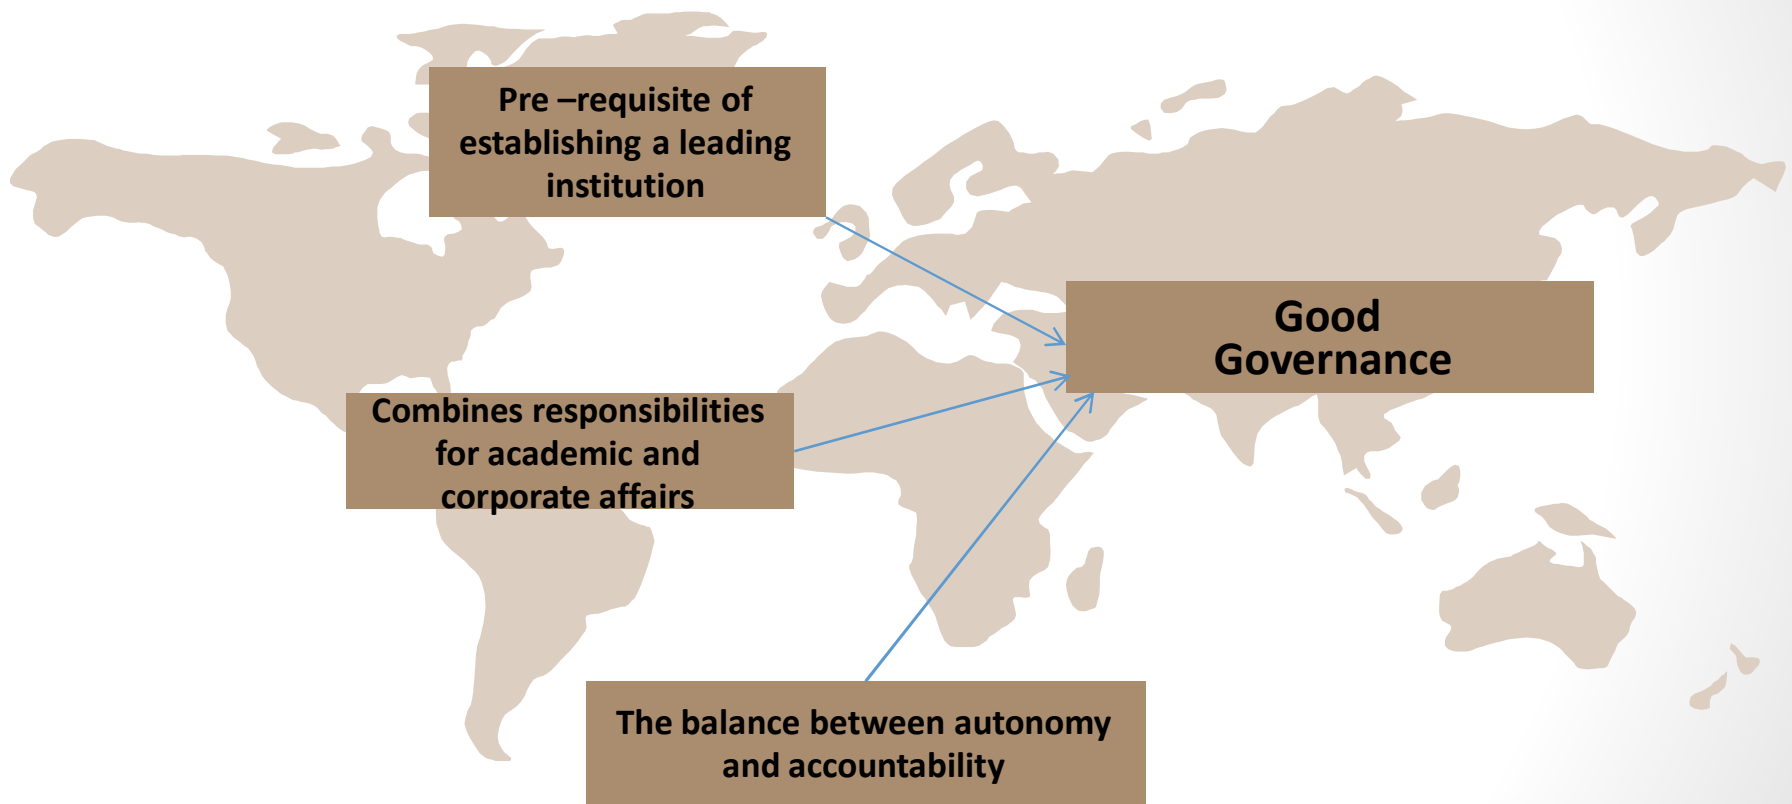 Pre –requisite of
establishing a leading
institution
Good
Governance
Combines responsibilities
for academic and
corporate affairs
The balance between autonomy
and accountability